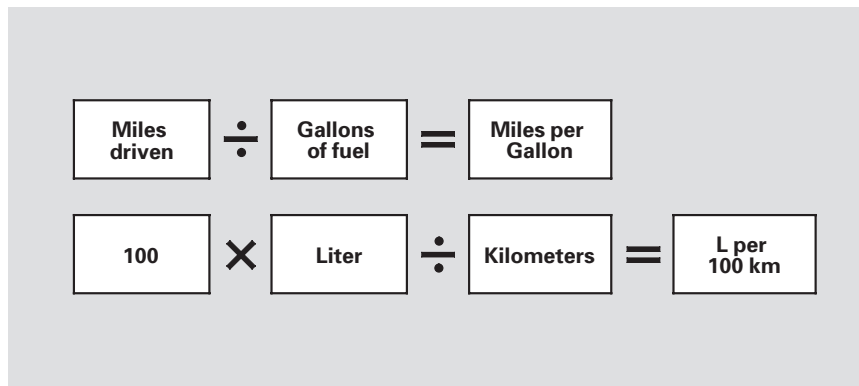 Miles driven ÷ Gallons of fuel = Miles per Gallon
100 × Liter ÷ Kilometers = L per 100 km